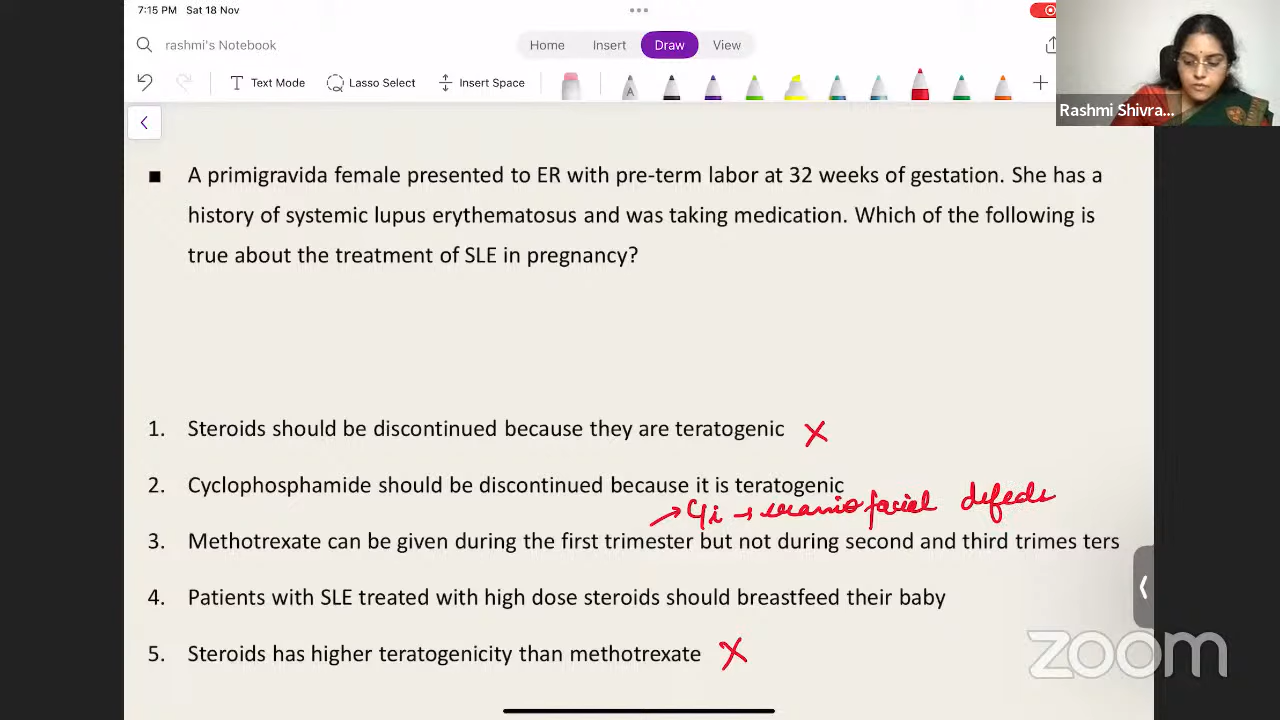 7:15 PM Sat 18 Nov
rashmi's Notebook
Home Insert Draw View
Text Mode Lasso Select Insert Space
A
Rashmi Shivra...
■ A primigravida female presented to ER with pre-term labor at 32 weeks of gestation. She has a
history of systemic lupus erythematosus and was taking medication. Which of the following is
true about the treatment of SLE in pregnancy?
1. Steroids should be discontinued because they are teratogenic X
2. Cyclophosphamide should be discontinued because it is teratogenic
→ → craniofacial defects
3. Methotrexate can be given during the first trimester but not during second and third trimes ters
4. Patients with SLE treated with high dose steroids should breastfeed their baby
5. Steroids has higher teratogenicity than methotrexate X
zoom